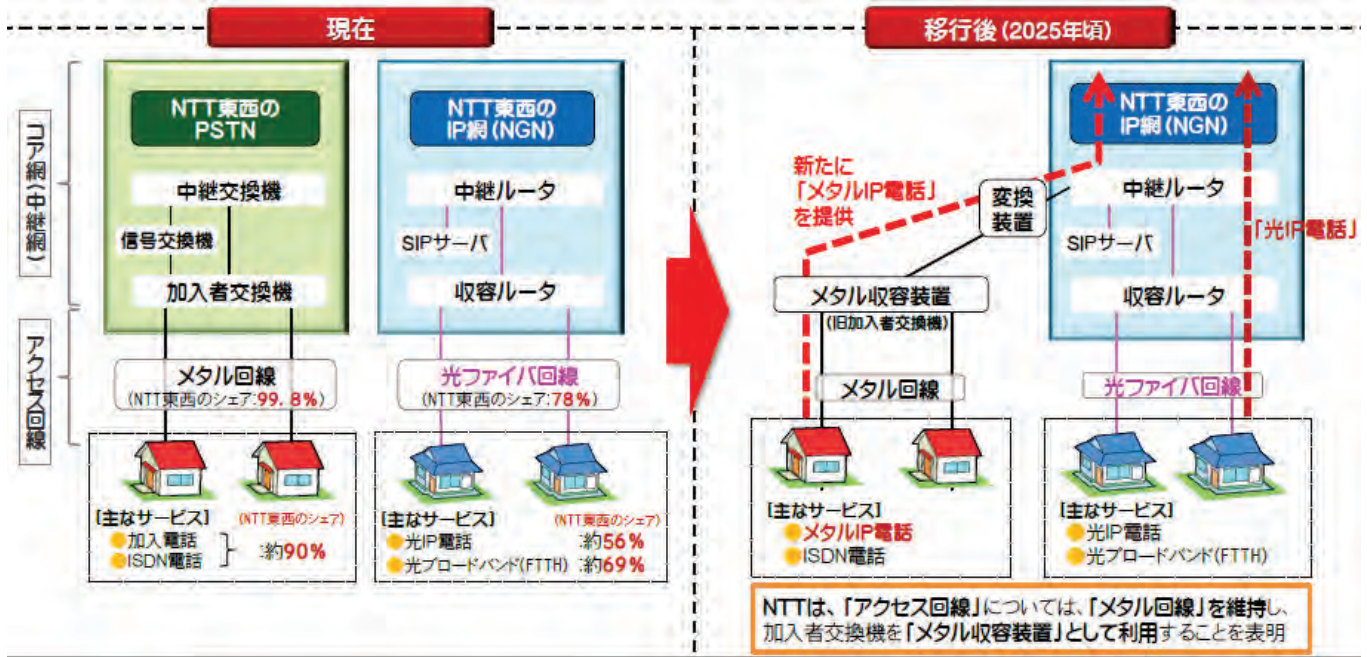 現在
コア網(中継網)
アクセス回線
NTT東西の
PSTN
中継交換機
信号交換機
加入者交換機
メタル回線
(NTT東西のシェア:99.8%)
[主なサービス]
(NTT東西のシェア)
加入電話
ISDN電話
:約90%
NTT東西の
IP網(NGN)
中継ルータ
SIPサーバ
収容ルータ
光ファイバ回線
(NTT東西のシェア:78%)
[主なサービス]
(NTT東西のシェア)
光IP電話 :約56%
光ブロードバンド(FTTH) :約69%
移行後(2025年頃)
新たに
「メタルIP電話」
を提供
変換
装置
メタル収容装置
(旧加入者交換機)
メタル回線
[主なサービス]
メタルIP電話
ISDN電話
NTT東西の
IP網(NGN)
中継ルータ
SIPサーバ
「光IP電話」
収容ルータ
光ファイバ回線
[主なサービス]
光IP電話
光ブロードバンド(FTTH)
NTTは、「アクセス回線」については、「メタル回線」を維持し、
加入者交換機を「メタル収容装置」として利用することを表明